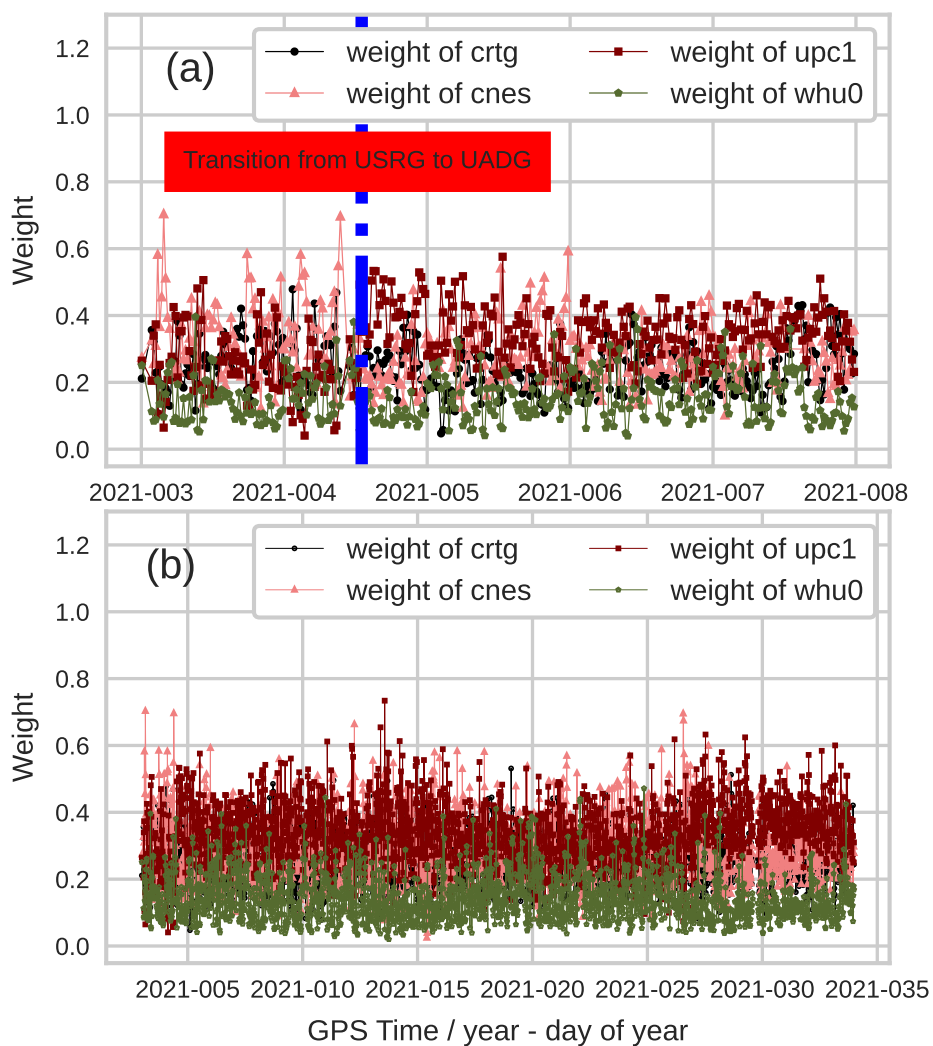 1.2
(a)
weight of crtg
weight of upc1
weight of cnes
weight of whu0
1.0
Transition from USRG to UADG
0.8
0.6
0.4
0.2
0.0
Weight
2021-003 2021-004 2021-005 2021-006 2021-007 2021-008
1.2
(b)
weight of crtg
weight of upc1
weight of cnes
weight of whu0
1.0
0.8
0.6
0.4
0.2
0.0
Weight
2021-005 2021-010 2021-015 2021-020 2021-025 2021-030 2021-035
GPS Time / year - day of year